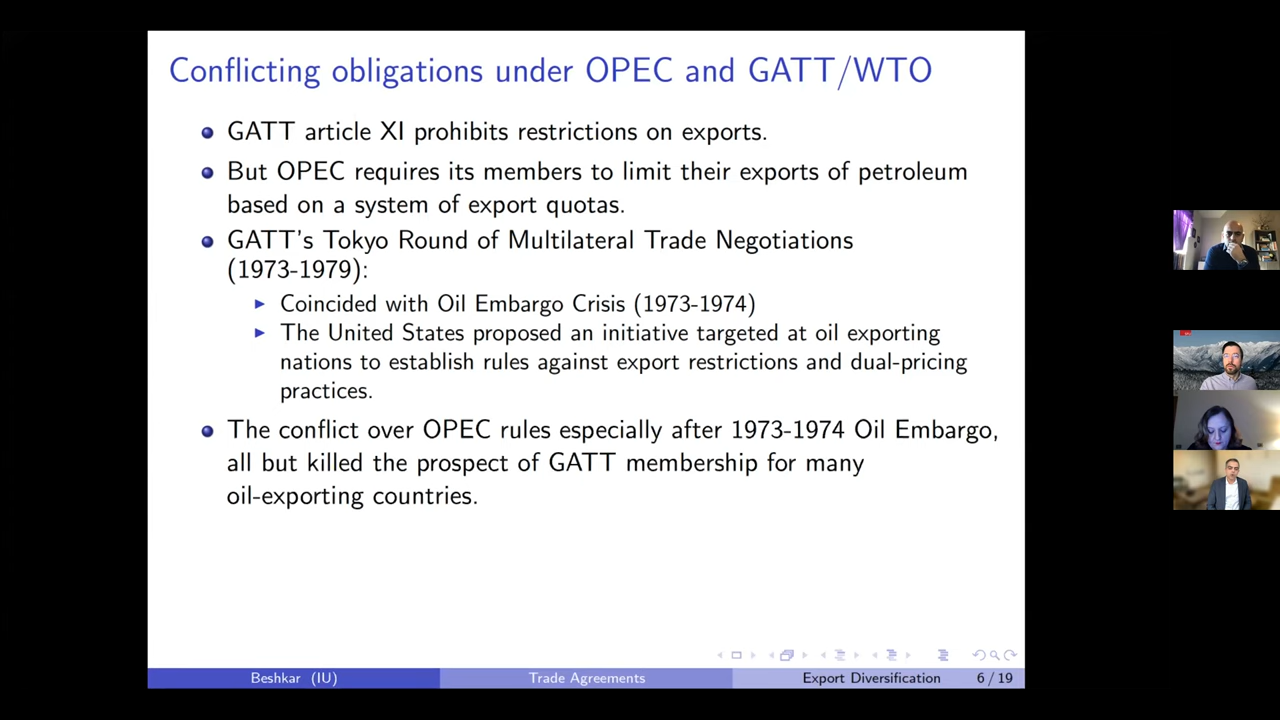 Conflicting obligations under OPEC and GATT/WTO
GATT article XI prohibits restrictions on exports.
But OPEC requires its members to limit their exports of petroleum
based on a system of export quotas.
GATT's Tokyo Round of Multilateral Trade Negotiations
(1973-1979):
Coincided with Oil Embargo Crisis (1973-1974)
The United States proposed an initiative targeted at oil exporting
nations to establish rules against export restrictions and dual-pricing
practices.
The conflict over OPEC rules especially after 1973-1974 Oil Embargo,
all but killed the prospect of GATT membership for many
oil-exporting countries.
Beshkar (IU)
Trade Agreements
Export Diversification
6 / 19